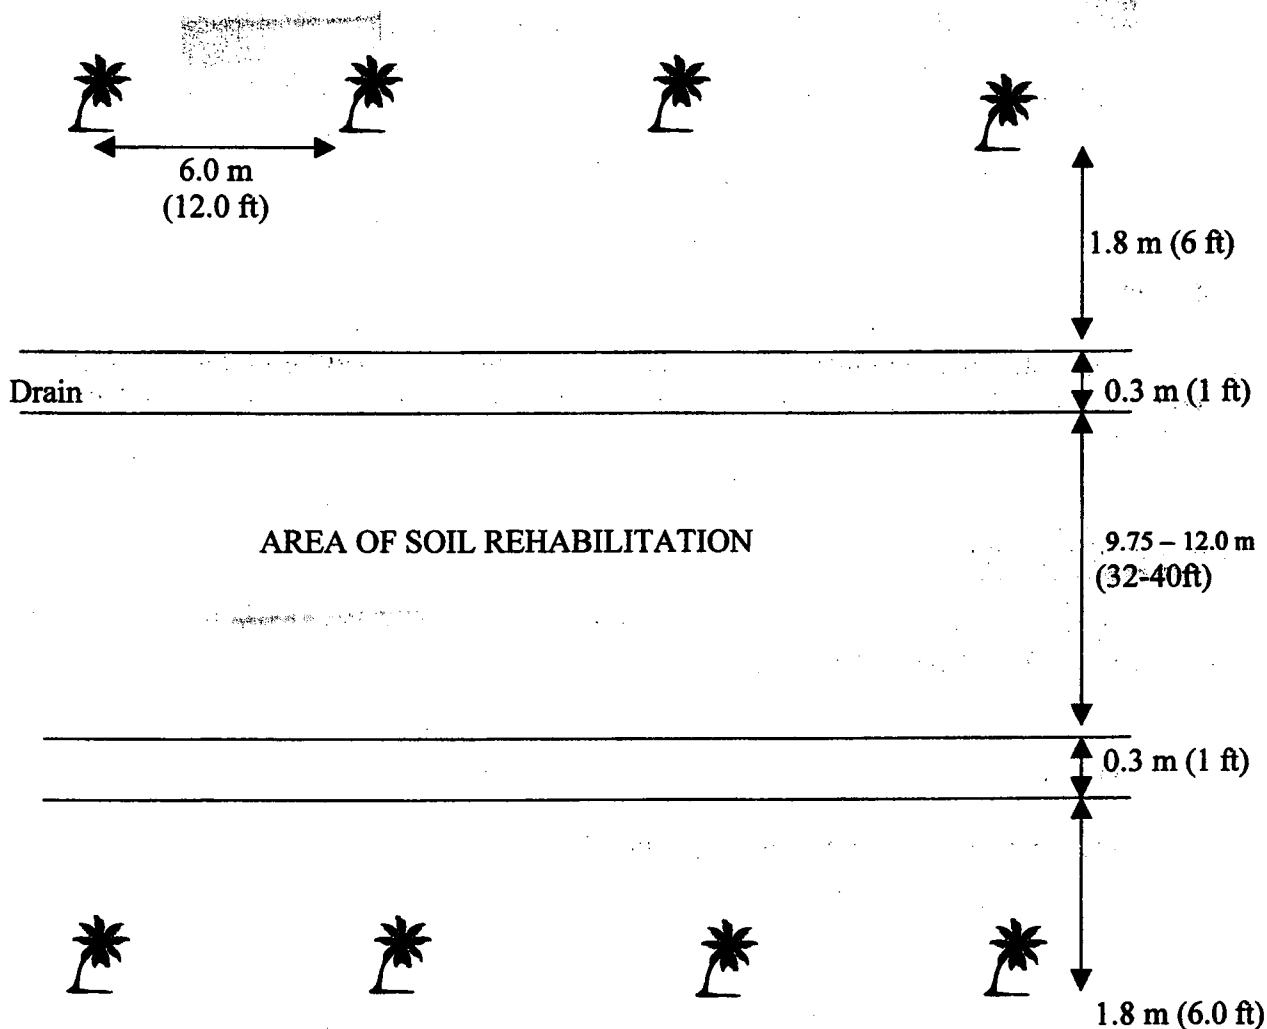 6.0 m
(12.0 ft)
1.8 m (6 ft)
Drain
0.3 m (1 ft)
AREA OF SOIL REHABILITATION
9.75 – 12.0 m
(32-40ft)
0.3 m (1 ft)
1.8 m (6.0 ft)